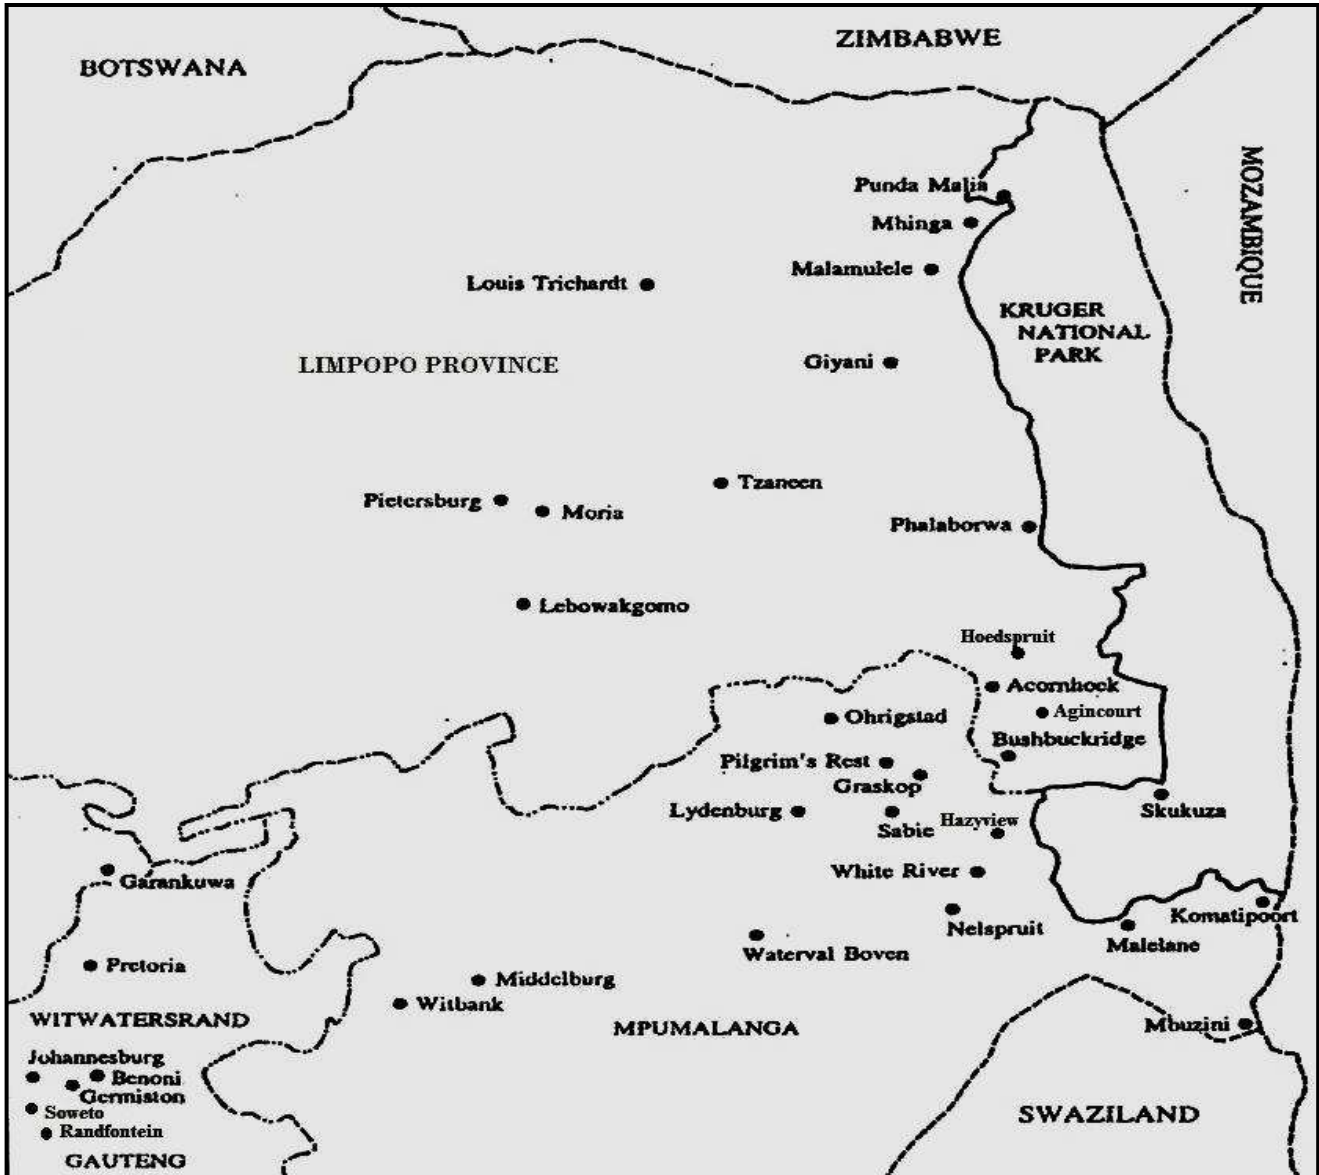 ZIMBABWE
BOTSWANA
MOZAMBIQUE
Punda Malia
Mhinga
Malamulele
Louis Trichardt
KRUGER
NATIONAL
PARK
LIMPOPO PROVINCE
Giyani
Tzaneen
Pietersburg
Moria
Phalaborwa
Lebowakgomo
Hoedspruit
Acornhoek
Agincourt
Ohrigstad
Bushbuckridge
Pilgrim's Rest
Graskop
Lydenburg
Sabie
Hazyview
Skukuza
White River
Garankuwa
Komatipoort
Nelspruit
Malelane
Waterval Boven
Pretoria
Middelburg
Witbank
WITWATERSRAND
MPUMALANGA
Mbuzini
Johannesburg
Benoni
Germiston
Soweto
Randfontein
SWAZILAND
GAUTENG